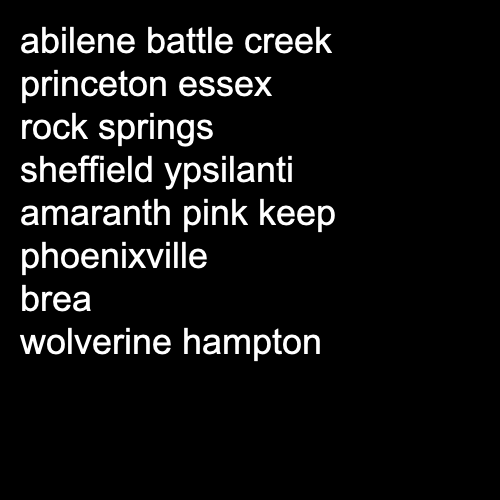 abilene battle creek
princeton essex
rock springs
sheffield ypsilanti
amaranth pink keep
phoenixville
brea
wolverine hampton